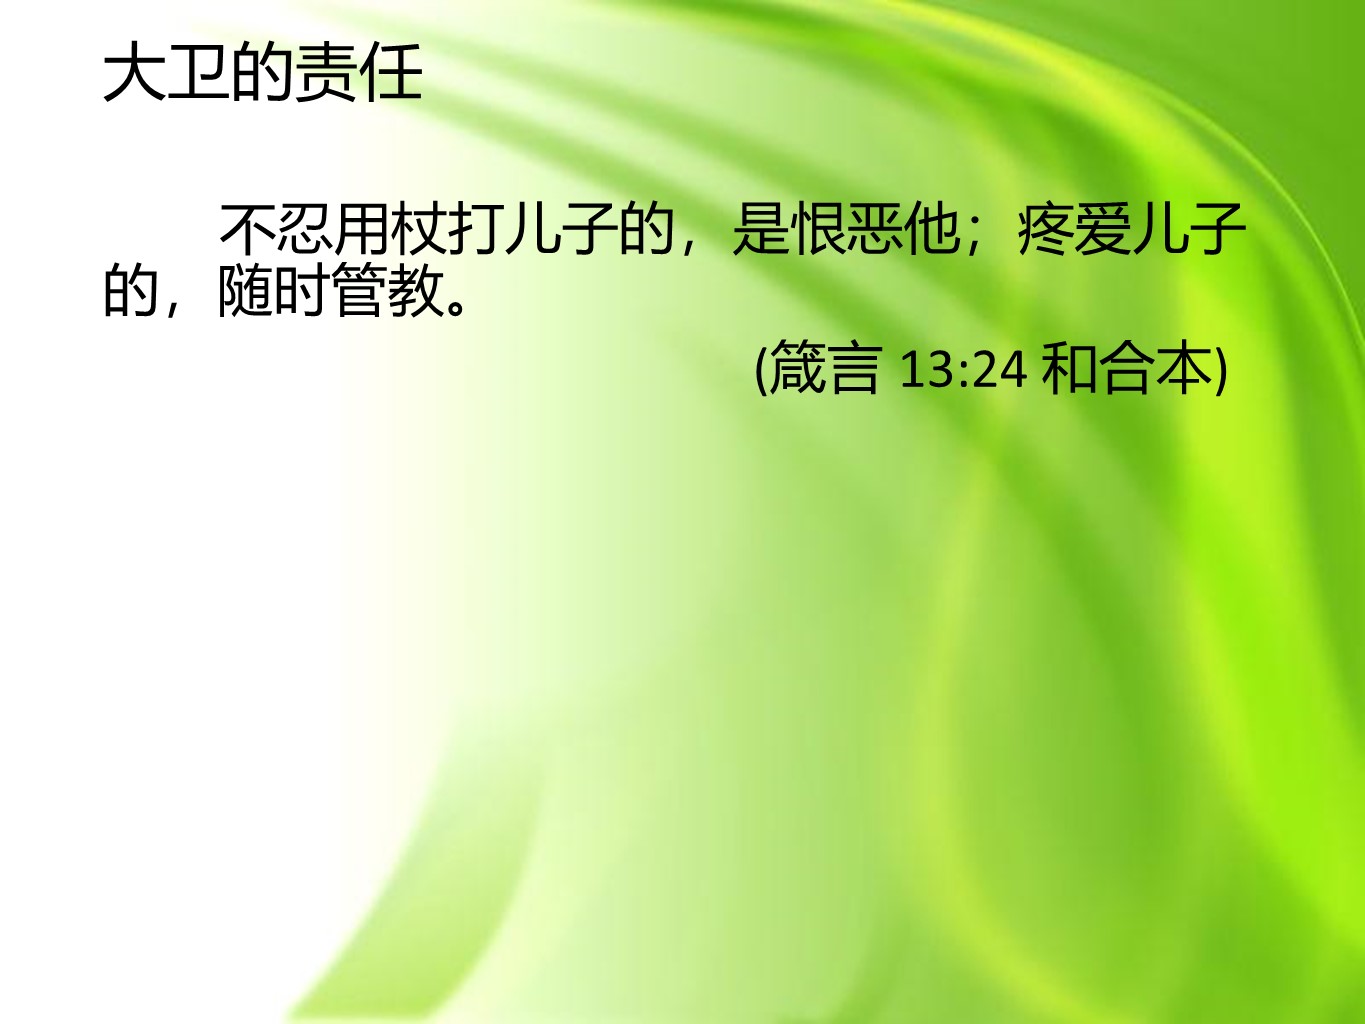 大卫的责任
不忍用杖打儿子的，是恨恶他；疼爱儿子
的，随时管教。
(箴言 13:24 和合本)